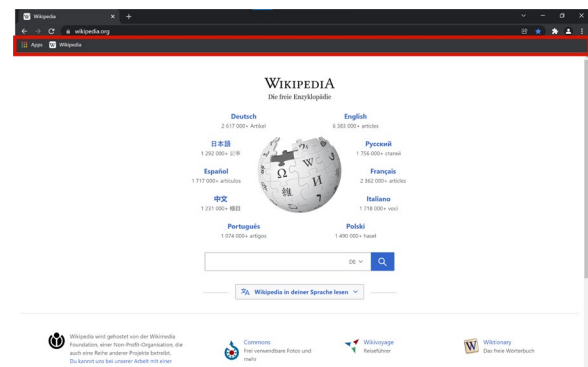 Wikipedia
wikipedia.org
Apps Wikipedia
WIKIPEDIA
Die freie Enzyklopädie
Deutsch
2 617 000+ Artikel
English
6 383 000+ articles
日本語
1 292 000+ 記事
Русский
1 756 000+ статей
Español
1 717 000+ artículos
Français
2 362 000+ articles
中文
1 231 000+ 條目
Italiano
1 718 000+ voci
Português
1 074 000+ artigos
Polski
1 490 000+ haseł
DE
Wikipedia in deiner Sprache lesen
Wikipedia wird gehostet von der Wikimedia
Foundation, einer Non-Profit-Organisation, die
auch eine Reihe anderer Projekte betreibt.
Du kannst uns bei unserer Arbeit mit einer
Commons
Frei verwendbare Fotos und
mehr
Wikivoyage
Reiseführer
Wiktionary
Das freie Wörterbuch